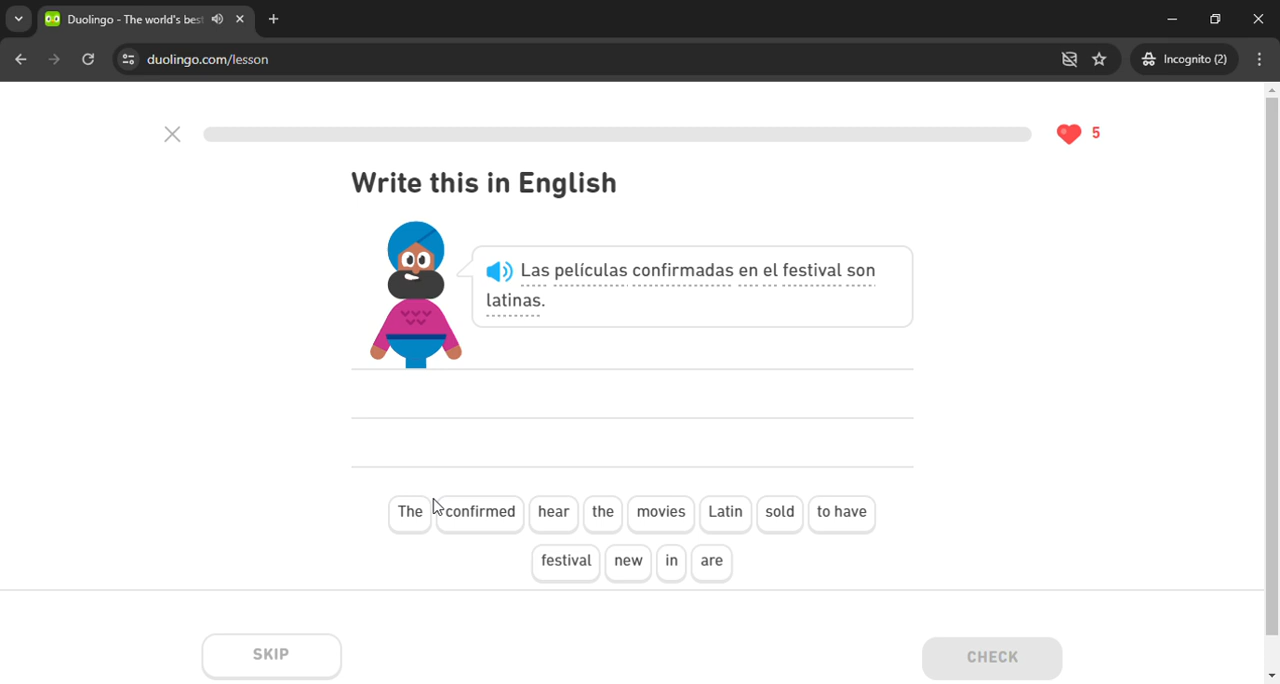 Duolingo - The world's best
duolingo.com/lesson
Incognito (2)
5
Write this in English
Las películas confirmadas en el festival son
latinas.
The confirmed hear the movies Latin sold to have
festival new in are
SKIP
CHECK